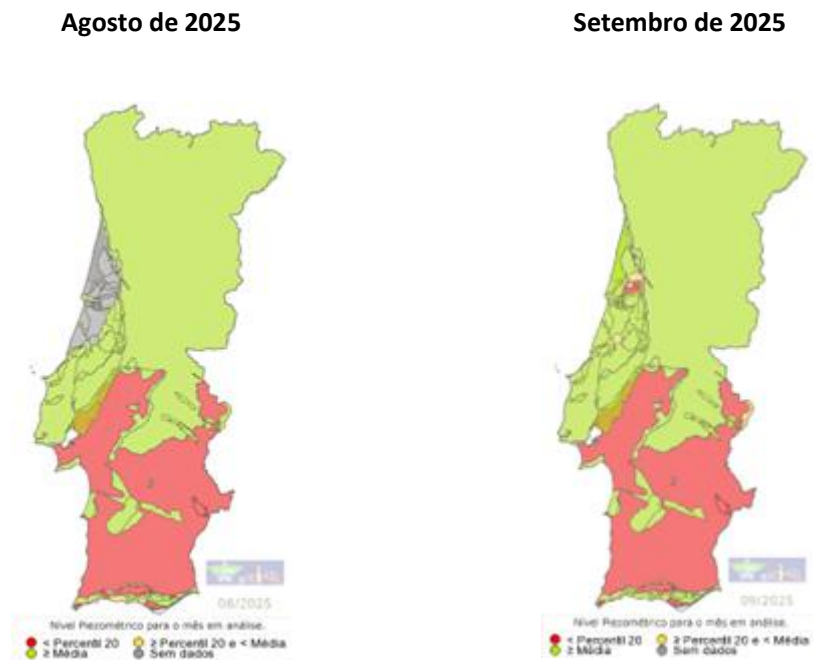 Agosto de 2025
Setembro de 2025
08/2025
Nível Piezométrico para o mês em análise.
< Percentil 20
≥ Percentil 20 e < Média
≥ Média
Sem dados
09/2025
Nível Piezométrico para o mês em análise.
< Percentil 20
≥ Percentil 20 e < Média
≥ Média
Sem dados